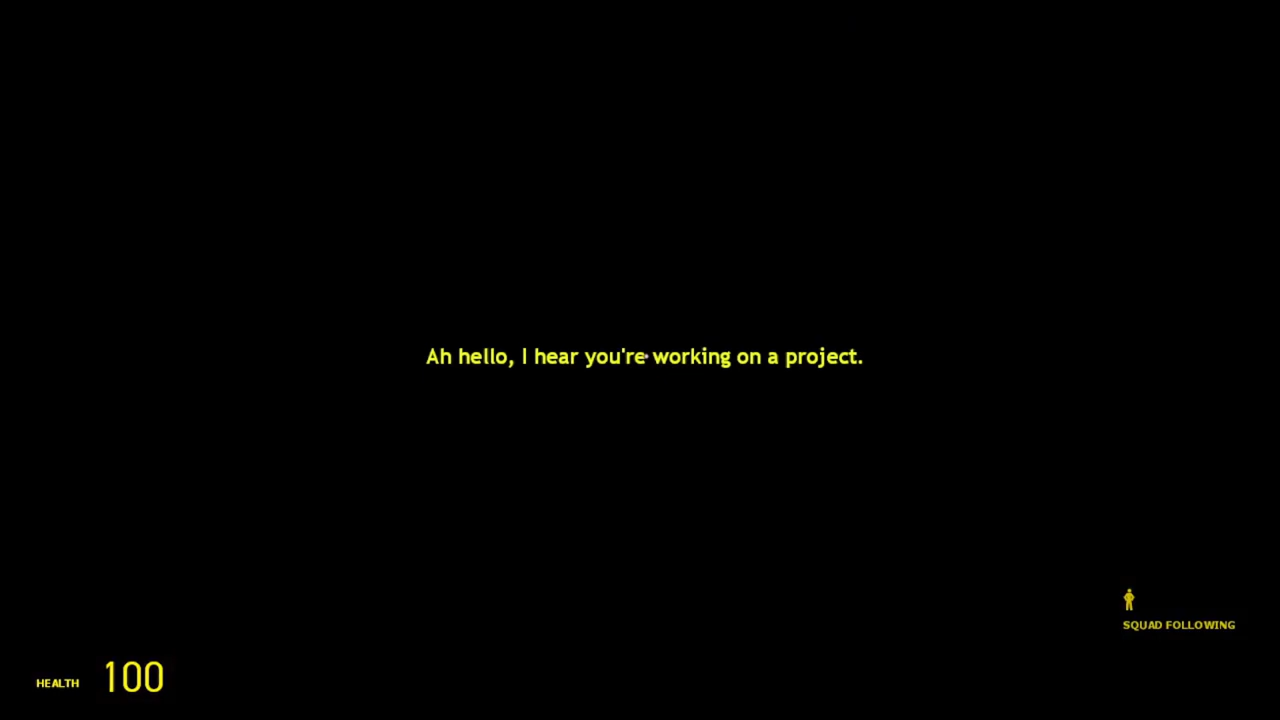 Ah hello, I hear you're working on a project.
SQUAD FOLLOWING
HEALTH 100